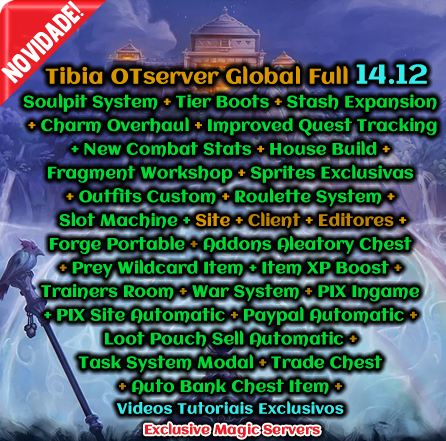 NOVIDADE!
Tibia OTserver Global Full 14.12
Soulpit System + Tier Boots + Stash Expansion
+ Charm Overhaul + Improved Quest Tracking
+ New Combat Stats + House Build +
Fragment Workshop + Sprites Exclusivas
+ Outfits Custom + Roulette System +
Slot Machine + Site + Client + Editores +
Forge Portable + Addons Aleatory Chest
+ Prey Wildcard Item + Item XP Boost +
Trainers Room + War System + PIX Ingame
+ PIX Site Automatic + Paypal Automatic +
Loot Pouch Sell Automatic +
Task System Modal + Trade Chest
+ Auto Bank Chest Item +
Videos Tutoriais Exclusivos
Exclusive Magic Servers